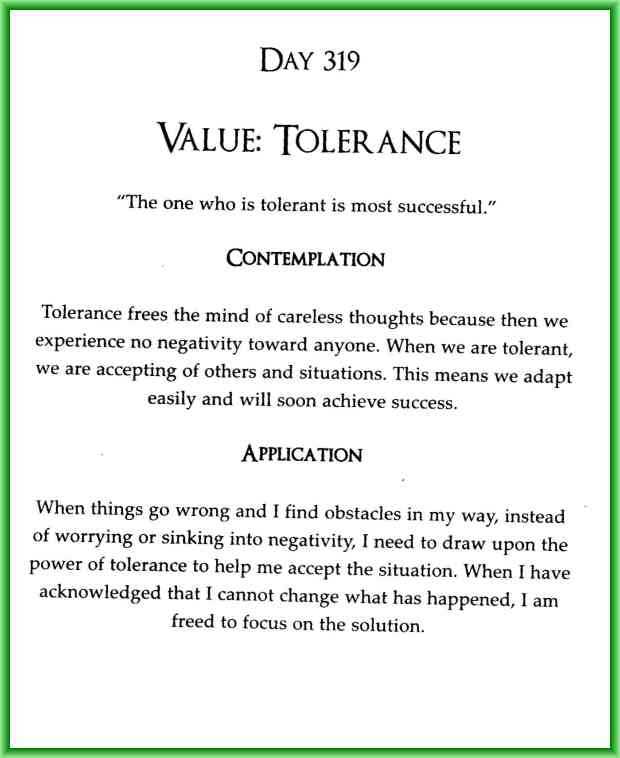 DAY 319
VALUE: TOLERANCE
"The one who is tolerant is most successful."
CONTEMPLATION
Tolerance frees the mind of careless thoughts because then we
experience no negativity toward anyone. When we are tolerant,
we are accepting of others and situations. This means we adapt
easily and will soon achieve success.
APPLICATION
When things go wrong and I find obstacles in my way, instead
of worrying or sinking into negativity, I need to draw upon the
power of tolerance to help me accept the situation. When I have
acknowledged that I cannot change what has happened, I am
freed to focus on the solution.